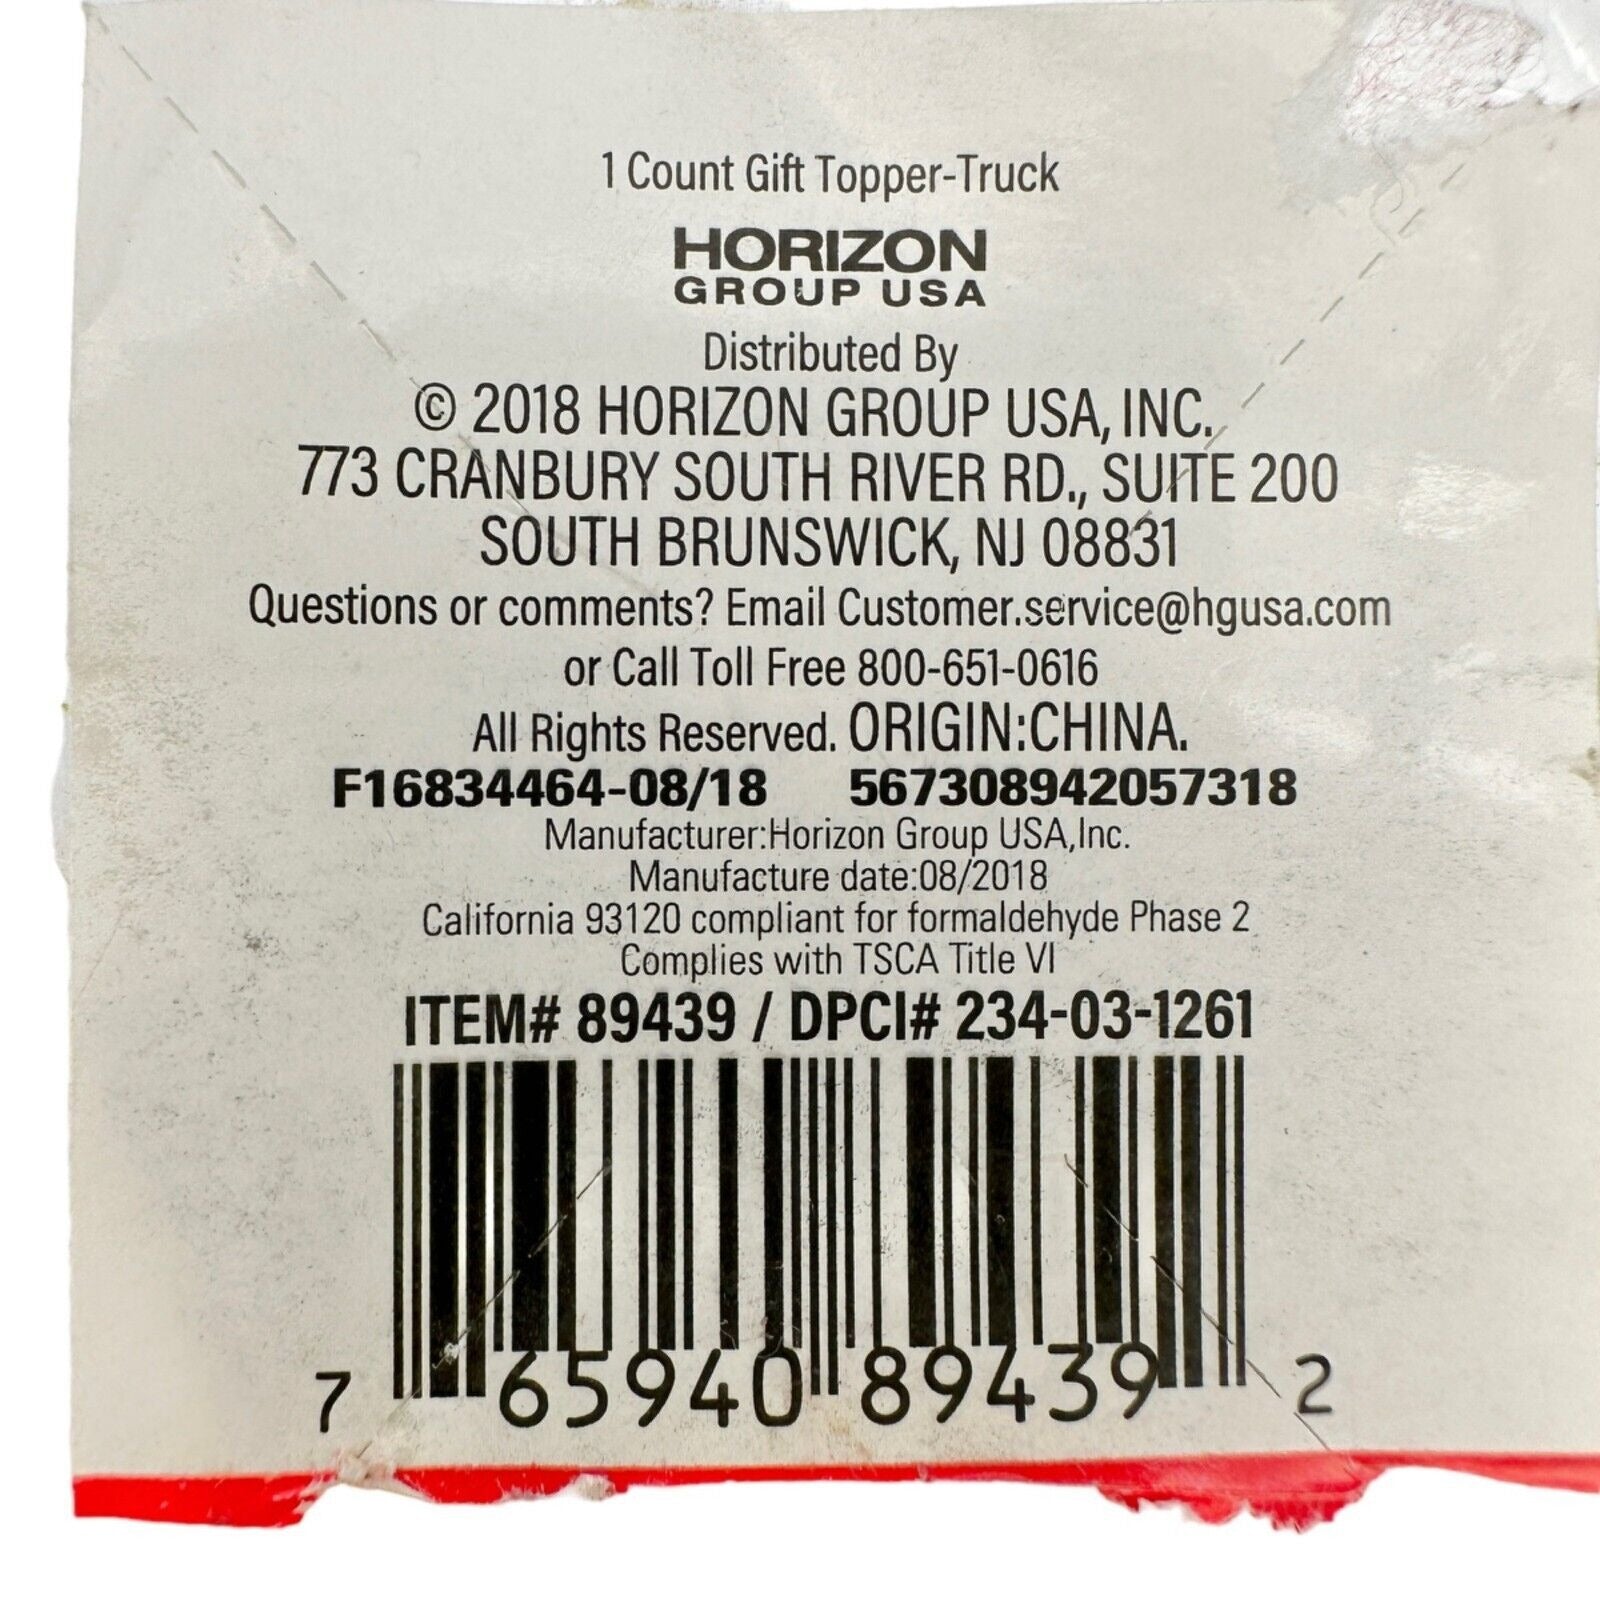 1 Count Gift Topper-Truck
HORIZON
GROUP USA
Distributed By
© 2018 HORIZON GROUP USA, INC.
773 CRANBURY SOUTH RIVER RD., SUITE 200
SOUTH BRUNSWICK, NJ 08831
Questions or comments? Email Customer.service@hgusa.com
or Call Toll Free 800-651-0616
All Rights Reserved. ORIGIN:CHINA.
F16834464-08/18 567308942057318
Manufacturer:Horizon Group USA,Inc.
Manufacture date:08/2018
California 93120 compliant for formaldehyde Phase 2
Complies with TSCA Title VI
ITEM# 89439 / DPCI# 234-03-1261
7 65940 89439 2